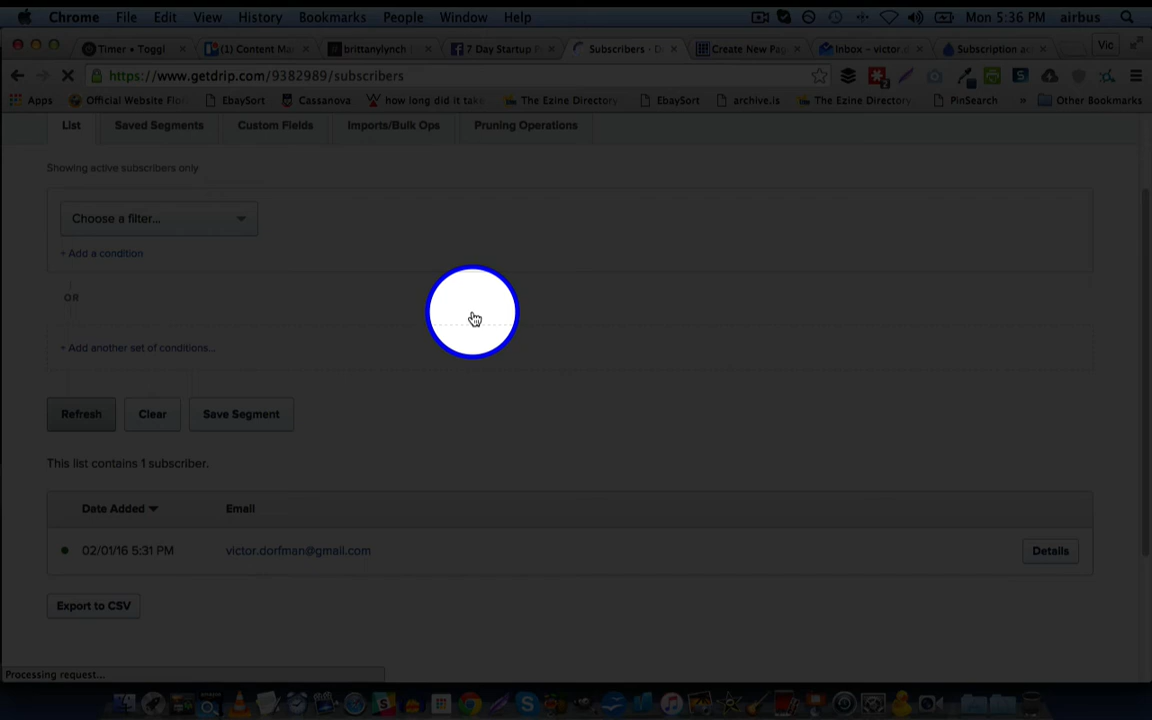 Chrome File Edit View History Bookmarks People Window Help Mon 5:36 PM airbus
Timer • Toggl (1) Content Ma brittanylynch 7 Day Startup P Subscribers · D Create New Pag Inbox – victor.d Subscription a Vic
https://www.getdrip.com/9382989/subscribers
Apps Official Website Flor EbaySort Cassanova how long did it take The Ezine Directory EbaySort archive.is The Ezine Directory PinSearch » Other Bookmarks
List Saved Segments Custom Fields Imports/Bulk Ops Pruning Operations
Showing active subscribers only
Choose a filter...
+ Add a condition
OR
+ Add another set of conditions...
Refresh Clear Save Segment
This list contains 1 subscriber.
Date Added Email
02/01/16 5:31 PM victor.dorfman@gmail.com Details
Export to CSV
Processing request...